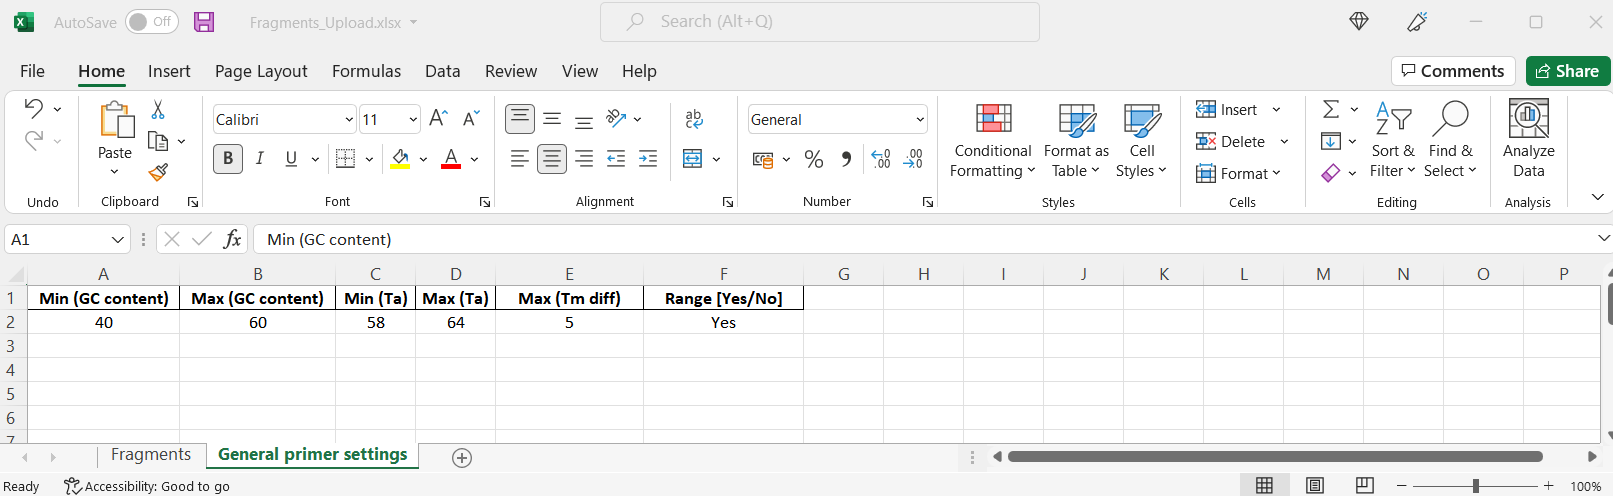 AutoSave Off Fragments_Upload.xlsx Search (Alt+Q)
File Home Insert Page Layout Formulas Data Review View Help Comments Share
Calibri 11 General
Paste
B I U A
ab
Conditional Formatting
Format as Table
Cell Styles
Insert
Delete
Format
Sort & Filter
Find & Select
Analyze Data
Undo Clipboard Font Alignment Number Styles Cells Editing Analysis
A1 fx Min (GC content)
A B C D E F G H I J K L M N O P
1 Min (GC content) Max (GC content) Min (Ta) Max (Ta) Max (Tm diff) Range [Yes/No]
2 40 60 58 64 5 Yes
3
4
5
6
7
Fragments General primer settings
Ready Accessibility: Good to go 100%